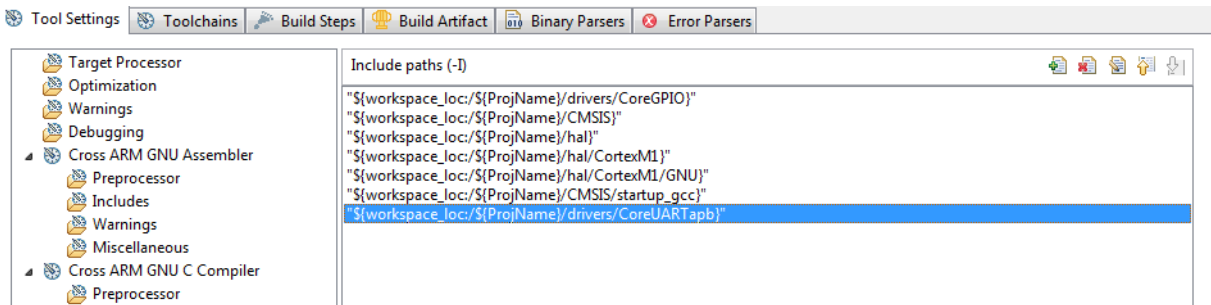 Tool Settings Toolchains Build Steps Build Artifact Binary Parsers Error Parsers
Target Processor
Optimization
Warnings
Debugging
Cross ARM GNU Assembler
Preprocessor
Includes
Warnings
Miscellaneous
Cross ARM GNU C Compiler
Preprocessor
Include paths (-I)
"${workspace_loc:/${ProjName}/drivers/CoreGPIO}"
"${workspace_loc:/${ProjName}/CMSIS}"
"${workspace_loc:/${ProjName}/hal}"
"${workspace_loc:/${ProjName}/hal/CortexM1}"
"${workspace_loc:/${ProjName}/hal/CortexM1/GNU}"
"${workspace_loc:/${ProjName}/CMSIS/startup_gcc}"
"${workspace_loc:/${ProjName}/drivers/CoreUARTapb}"